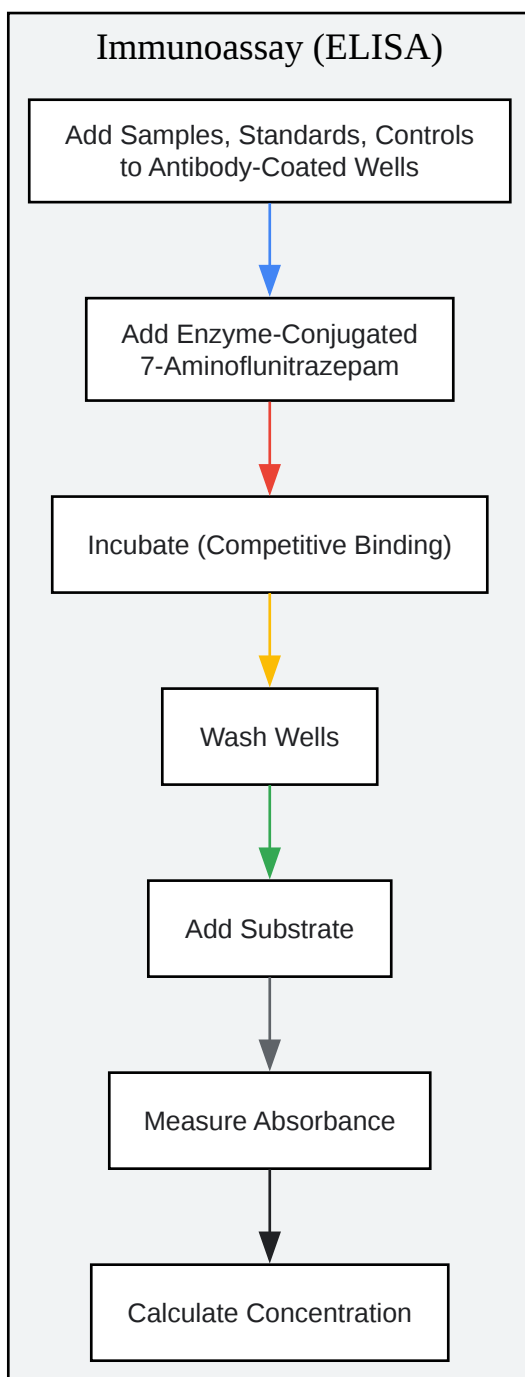 Immunoassay (ELISA)
Add Samples, Standards, Controls
to Antibody-Coated Wells
Add Enzyme-Conjugated
7-Aminoflunitrazepam
Incubate (Competitive Binding)
Wash Wells
Add Substrate
Measure Absorbance
Calculate Concentration